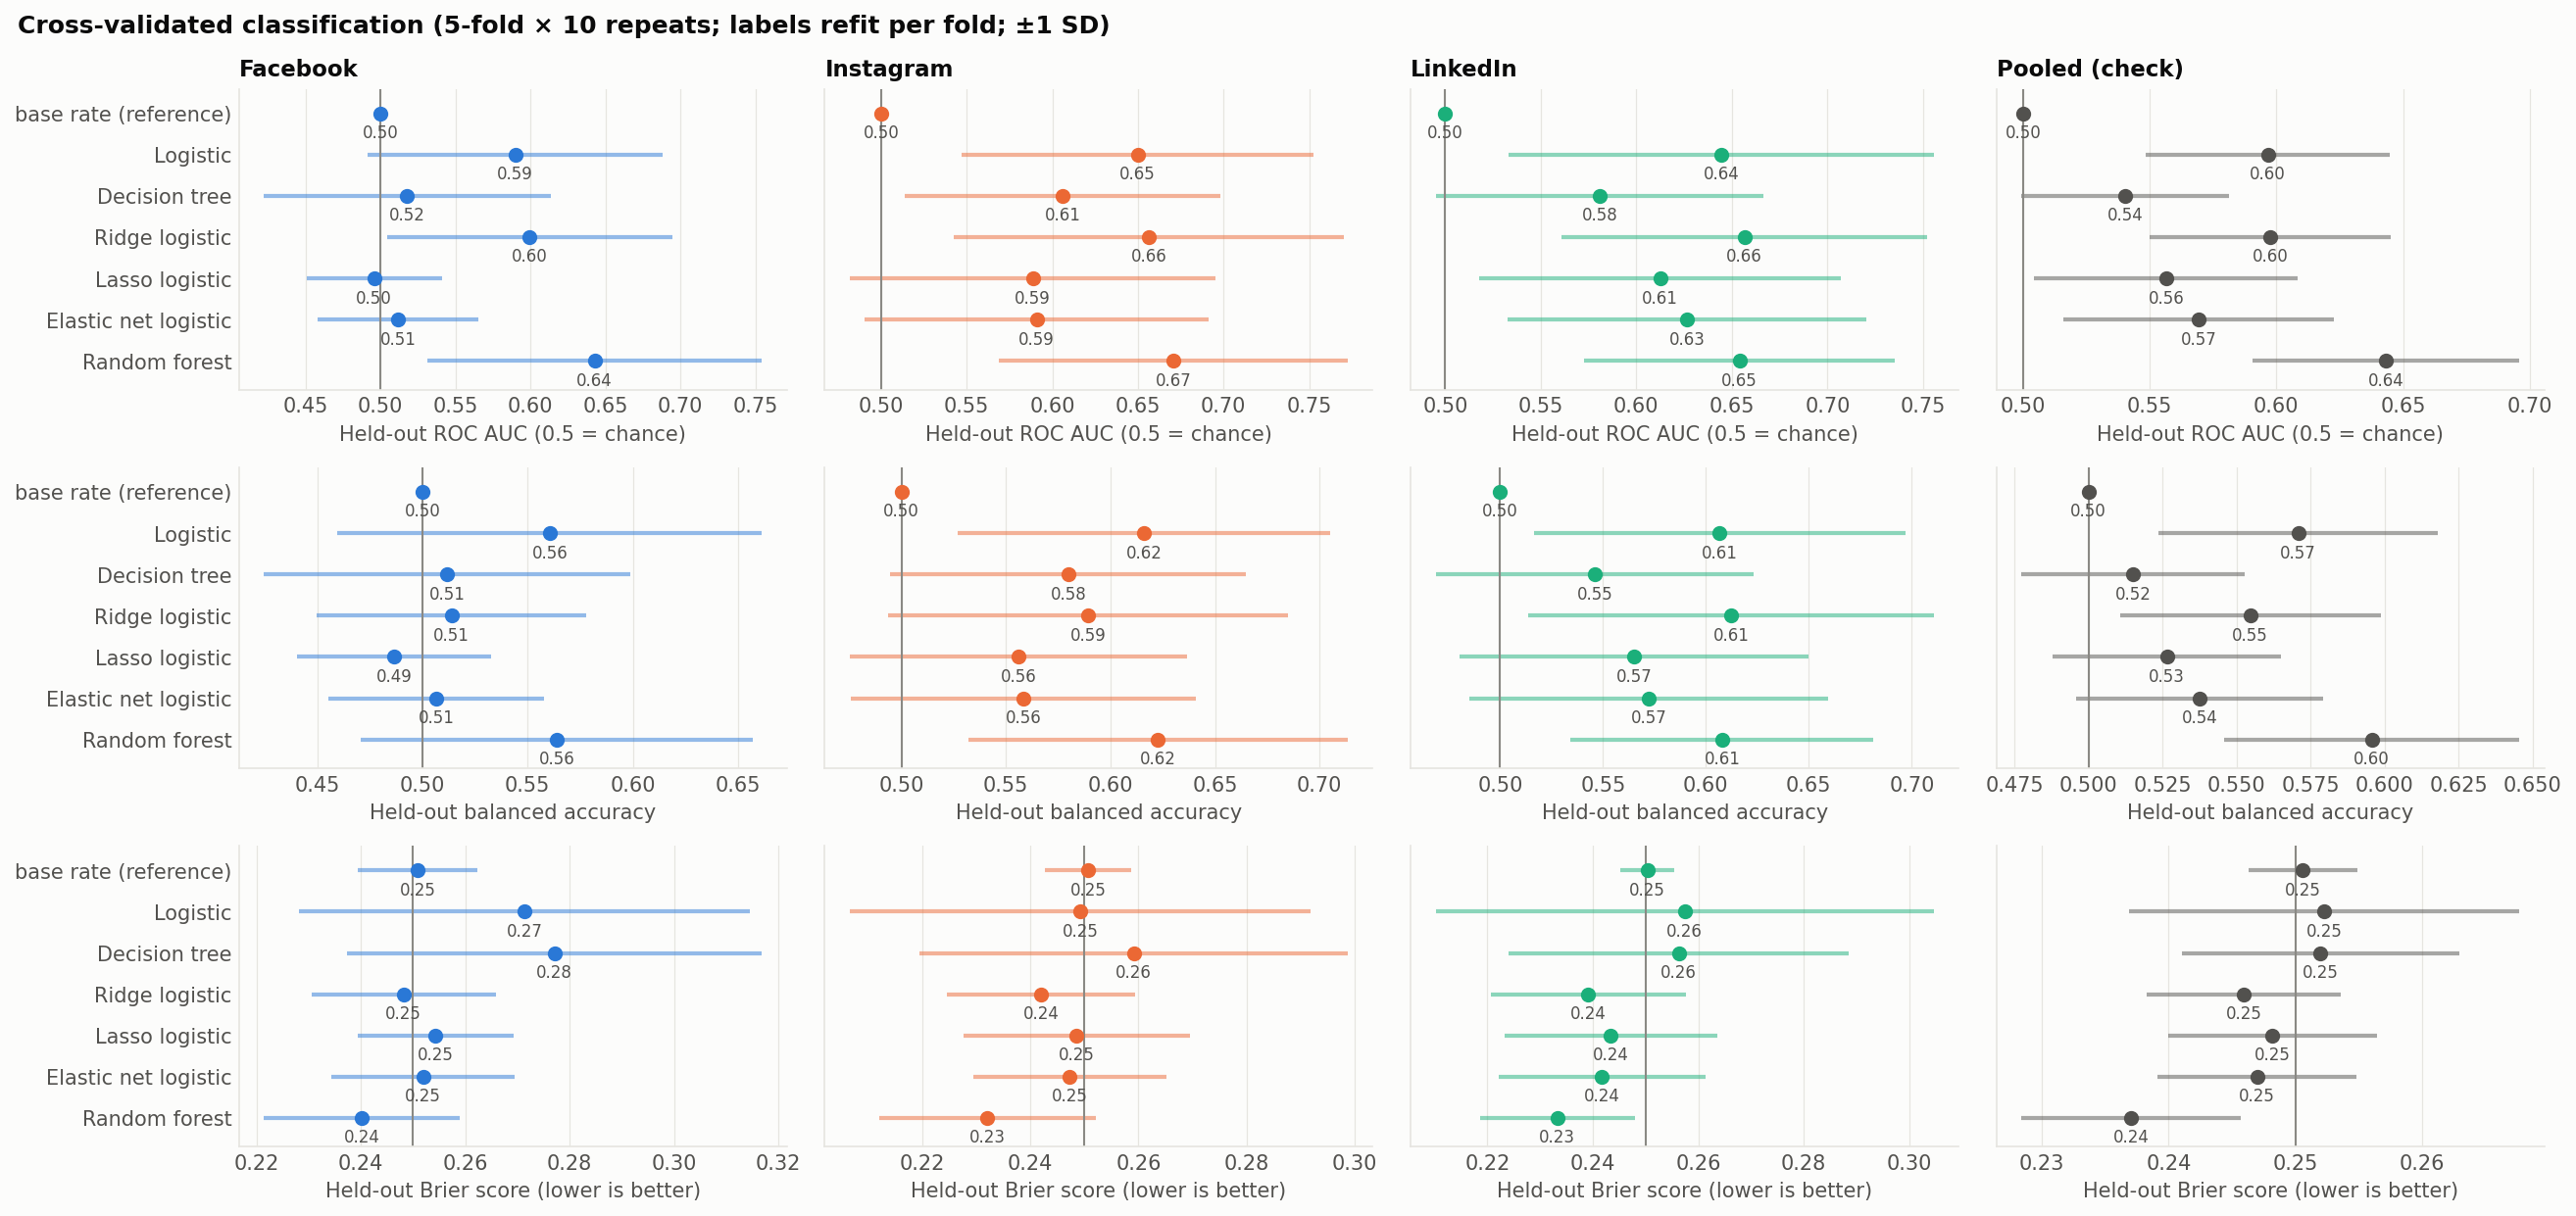 Cross-validated classification (5-fold × 10 repeats; labels refit per fold; ±1 SD)
Facebook
base rate (reference)
Logistic
Decision tree
Ridge logistic
Lasso logistic
Elastic net logistic
Random forest
0.50
0.59
0.52
0.60
0.50
0.51
0.64
0.45 0.50 0.55 0.60 0.65 0.70 0.75
Held-out ROC AUC (0.5 = chance)
Instagram
0.50
0.65
0.61
0.66
0.59
0.59
0.67
0.50 0.55 0.60 0.65 0.70 0.75
Held-out ROC AUC (0.5 = chance)
LinkedIn
0.50
0.64
0.58
0.66
0.61
0.63
0.65
0.50 0.55 0.60 0.65 0.70 0.75
Held-out ROC AUC (0.5 = chance)
Pooled (check)
0.50
0.60
0.54
0.60
0.56
0.57
0.64
0.50 0.55 0.60 0.65 0.70
Held-out ROC AUC (0.5 = chance)
base rate (reference)
Logistic
Decision tree
Ridge logistic
Lasso logistic
Elastic net logistic
Random forest
0.50
0.56
0.51
0.51
0.49
0.51
0.56
0.45 0.50 0.55 0.60 0.65
Held-out balanced accuracy
0.50
0.62
0.58
0.59
0.56
0.56
0.62
0.50 0.55 0.60 0.65 0.70
Held-out balanced accuracy
0.50
0.61
0.55
0.61
0.57
0.57
0.61
0.50 0.55 0.60 0.65 0.70
Held-out balanced accuracy
0.50
0.57
0.52
0.55
0.53
0.54
0.60
0.475 0.500 0.525 0.550 0.575 0.600 0.625 0.650
Held-out balanced accuracy
base rate (reference)
Logistic
Decision tree
Ridge logistic
Lasso logistic
Elastic net logistic
Random forest
0.25
0.27
0.28
0.25
0.25
0.25
0.24
0.22 0.24 0.26 0.28 0.30 0.32
Held-out Brier score (lower is better)
0.25
0.25
0.26
0.24
0.25
0.25
0.23
0.22 0.24 0.26 0.28 0.30
Held-out Brier score (lower is better)
0.25
0.26
0.26
0.24
0.24
0.24
0.23
0.22 0.24 0.26 0.28 0.30
Held-out Brier score (lower is better)
0.25
0.25
0.25
0.25
0.25
0.25
0.24
0.23 0.24 0.25 0.26
Held-out Brier score (lower is better)